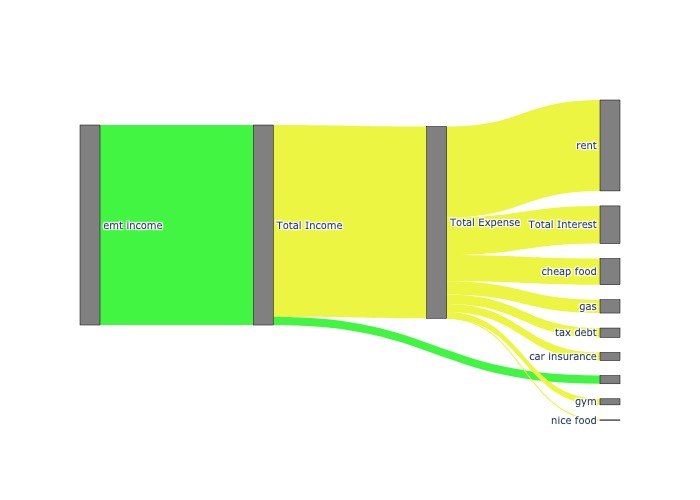 emt income
Total Income
Total Expense
rent
Total Interest
cheap food
gas
tax debt
car insurance
gym
nice food